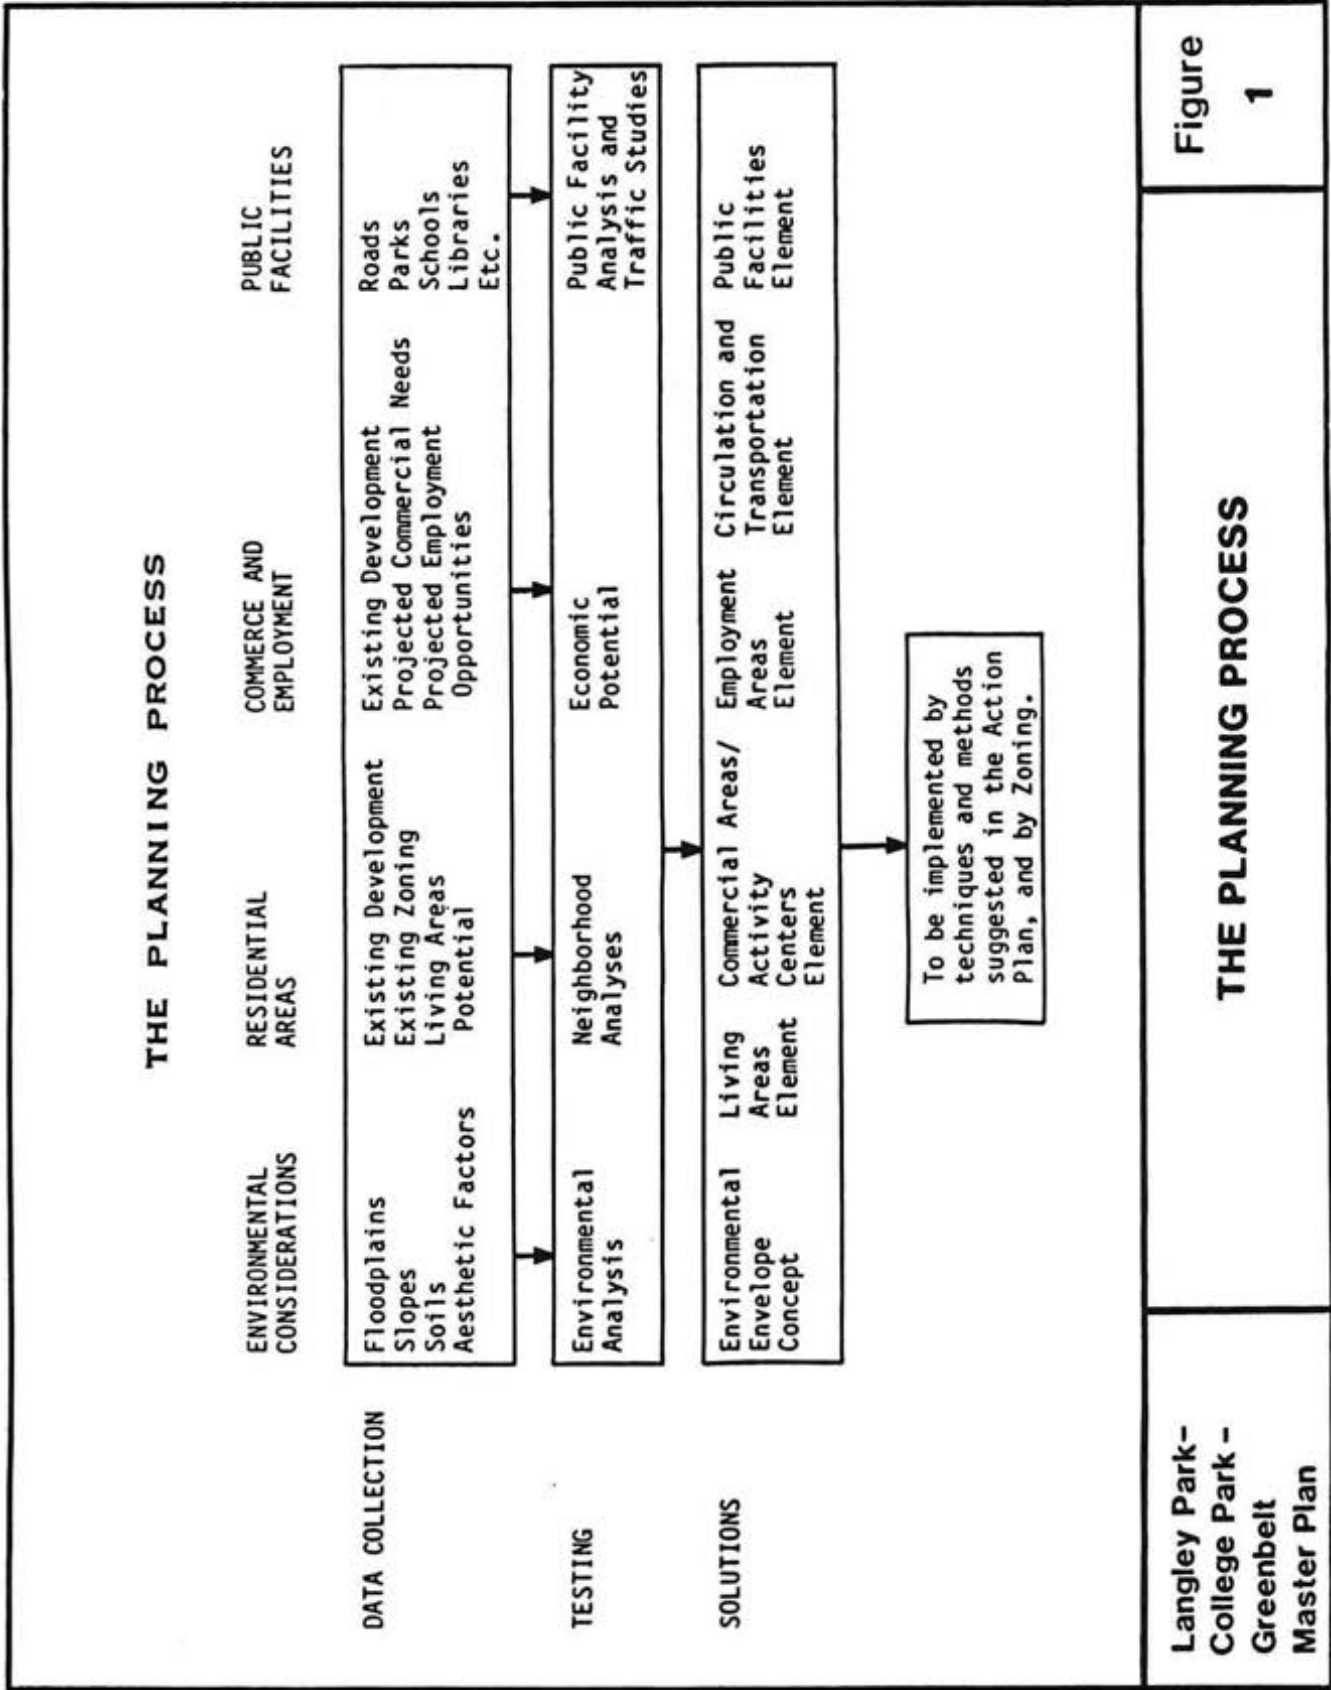 THE PLANNING PROCESS
ENVIRONMENTAL
CONSIDERATIONS
RESIDENTIAL
AREAS
COMMERCE AND
EMPLOYMENT
PUBLIC
FACILITIES
DATA COLLECTION
Floodplains
Slopes
Soils
Aesthetic Factors
Existing Development
Existing Zoning
Living Areas
Potential
Existing Development
Projected Commercial Needs
Projected Employment
Opportunities
Roads
Parks
Schools
Libraries
Etc.
TESTING
Environmental
Analysis
Neighborhood
Analyses
Economic
Potential
Public Facility
Analysis and
Traffic Studies
SOLUTIONS
Environmental
Envelope
Concept
Living
Areas
Element
Commercial Areas/
Activity
Centers
Element
Employment
Areas
Element
Circulation and
Transportation
Element
Public
Facilities
Element
To be implemented by
techniques and methods
suggested in the Action
Plan, and by Zoning.
Langley Park-
College Park -
Greenbelt
Master Plan
THE PLANNING PROCESS
Figure
1